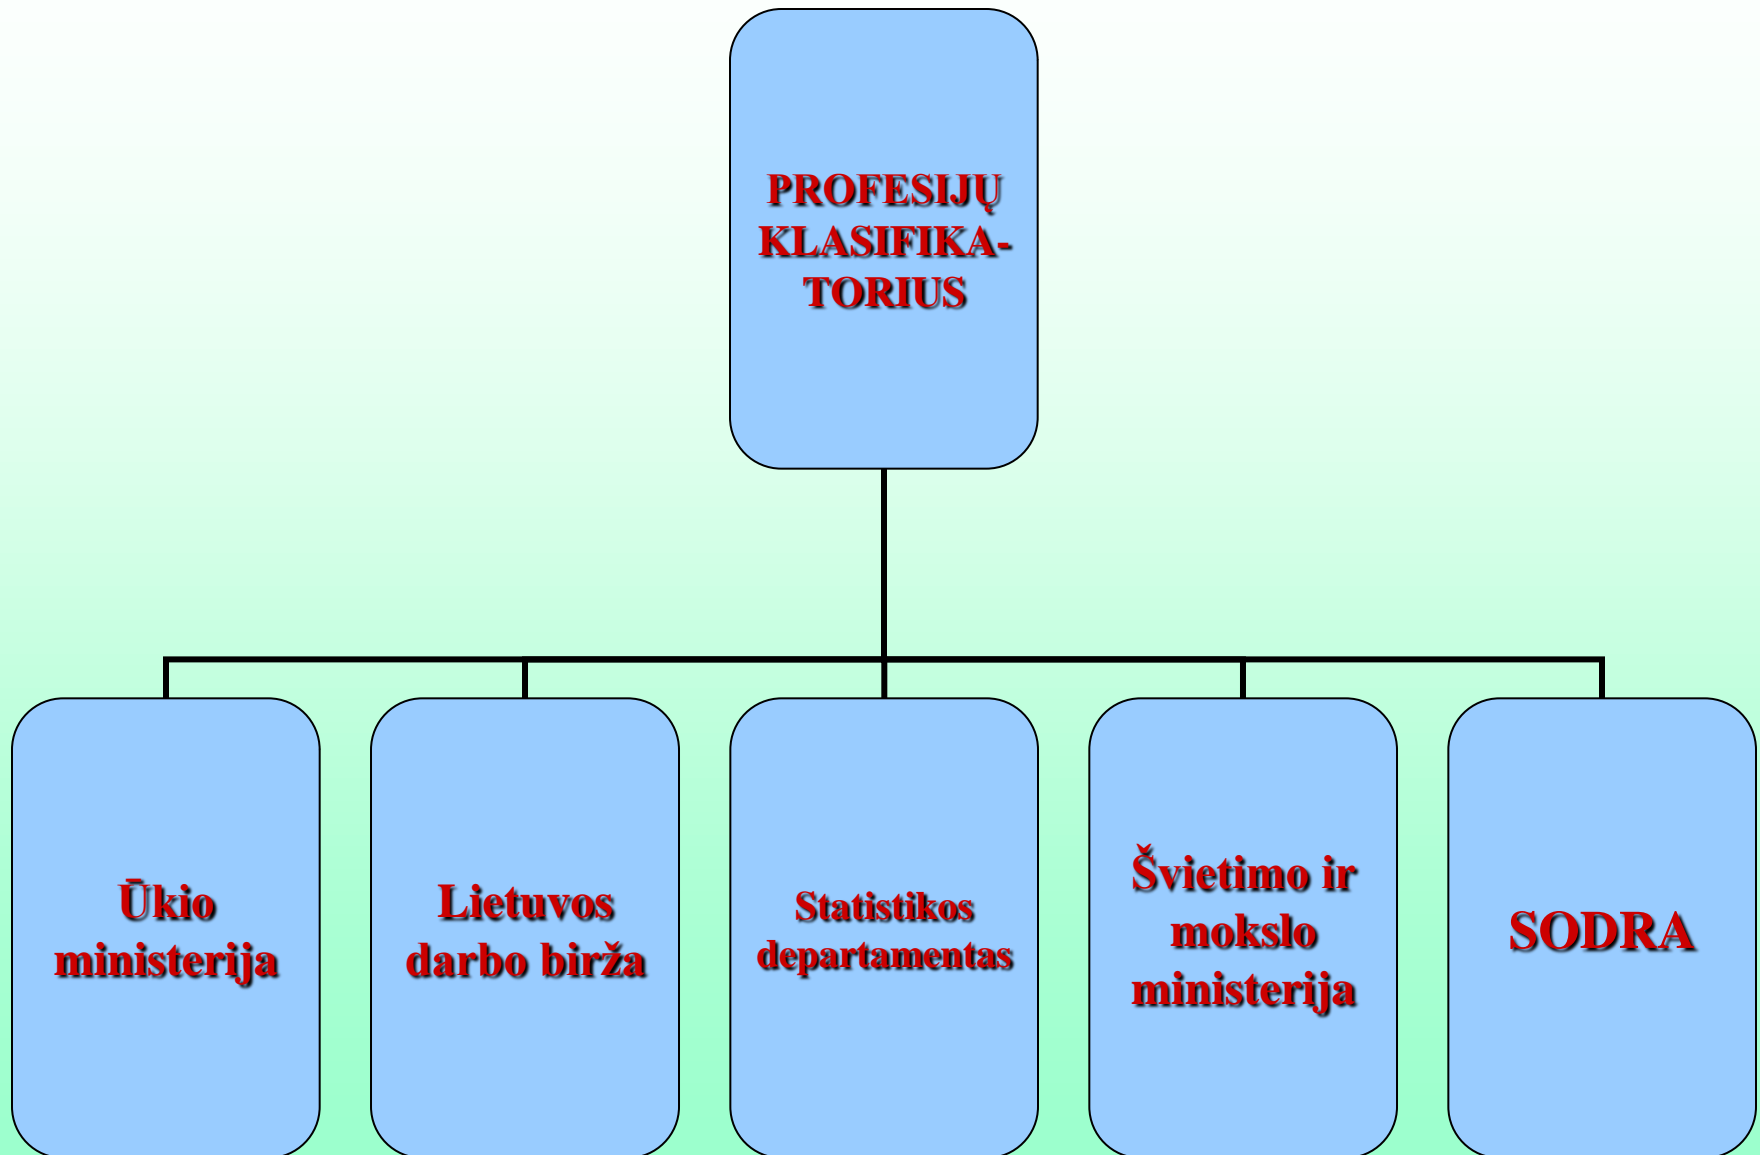 PROFESIJŲ
KLASIFIKA-
TORIUS
Ūkio
ministerija
Lietuvos
darbo birža
Statistikos
departamentas
Švietimo ir
mokslo
ministerija
SODRA